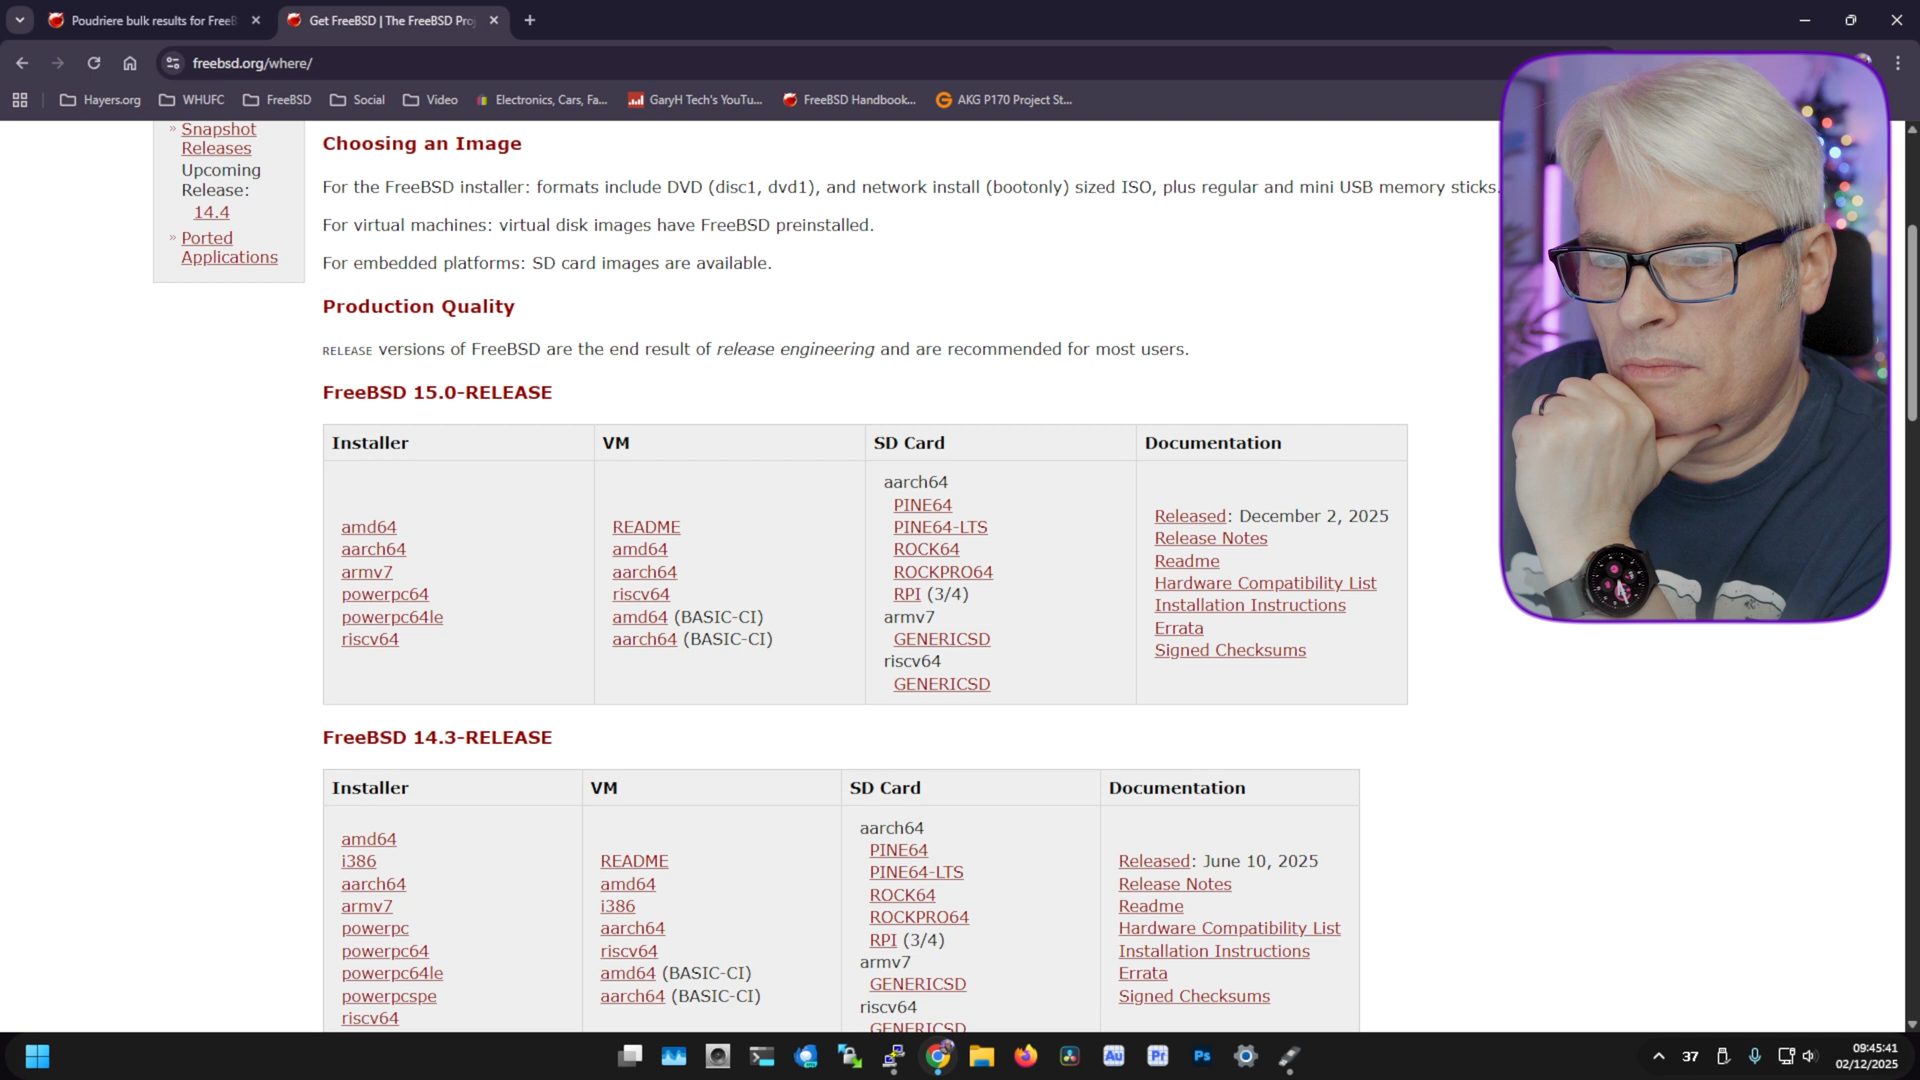 Poudriere bulk results for FreeB
Get FreeBSD | The FreeBSD Proj
freebsd.org/where/
Hayers.org
WHUFC
FreeBSD
Social
Video
Electronics, Cars, Fa...
GaryH Tech's YouTu...
FreeBSD Handbook...
AKG P170 Project St...
» Snapshot
Releases
Upcoming
Release:
14.4
» Ported
Applications
Choosing an Image
For the FreeBSD installer: formats include DVD (disc1, dvd1), and network install (bootonly) sized ISO, plus regular and mini USB memory sticks.
For virtual machines: virtual disk images have FreeBSD preinstalled.
For embedded platforms: SD card images are available.
Production Quality
RELEASE versions of FreeBSD are the end result of release engineering and are recommended for most users.
FreeBSD 15.0-RELEASE
Installer
VM
SD Card
Documentation
amd64
aarch64
armv7
powerpc64
powerpc64le
riscv64
README
amd64
aarch64
riscv64
amd64 (BASIC-CI)
aarch64 (BASIC-CI)
aarch64
PINE64
PINE64-LTS
ROCK64
ROCKPRO64
RPI (3/4)
armv7
GENERICSD
riscv64
GENERICSD
Released: December 2, 2025
Release Notes
Readme
Hardware Compatibility List
Installation Instructions
Errata
Signed Checksums
FreeBSD 14.3-RELEASE
Installer
VM
SD Card
Documentation
amd64
i386
aarch64
armv7
powerpc
powerpc64
powerpc64le
powerpcspe
riscv64
README
amd64
i386
aarch64
riscv64
amd64 (BASIC-CI)
aarch64 (BASIC-CI)
aarch64
PINE64
PINE64-LTS
ROCK64
ROCKPRO64
RPI (3/4)
armv7
GENERICSD
riscv64
GENERICSD
Released: June 10, 2025
Release Notes
Readme
Hardware Compatibility List
Installation Instructions
Errata
Signed Checksums
Au
Pr
Ps
37
09:45:41
02/12/2025